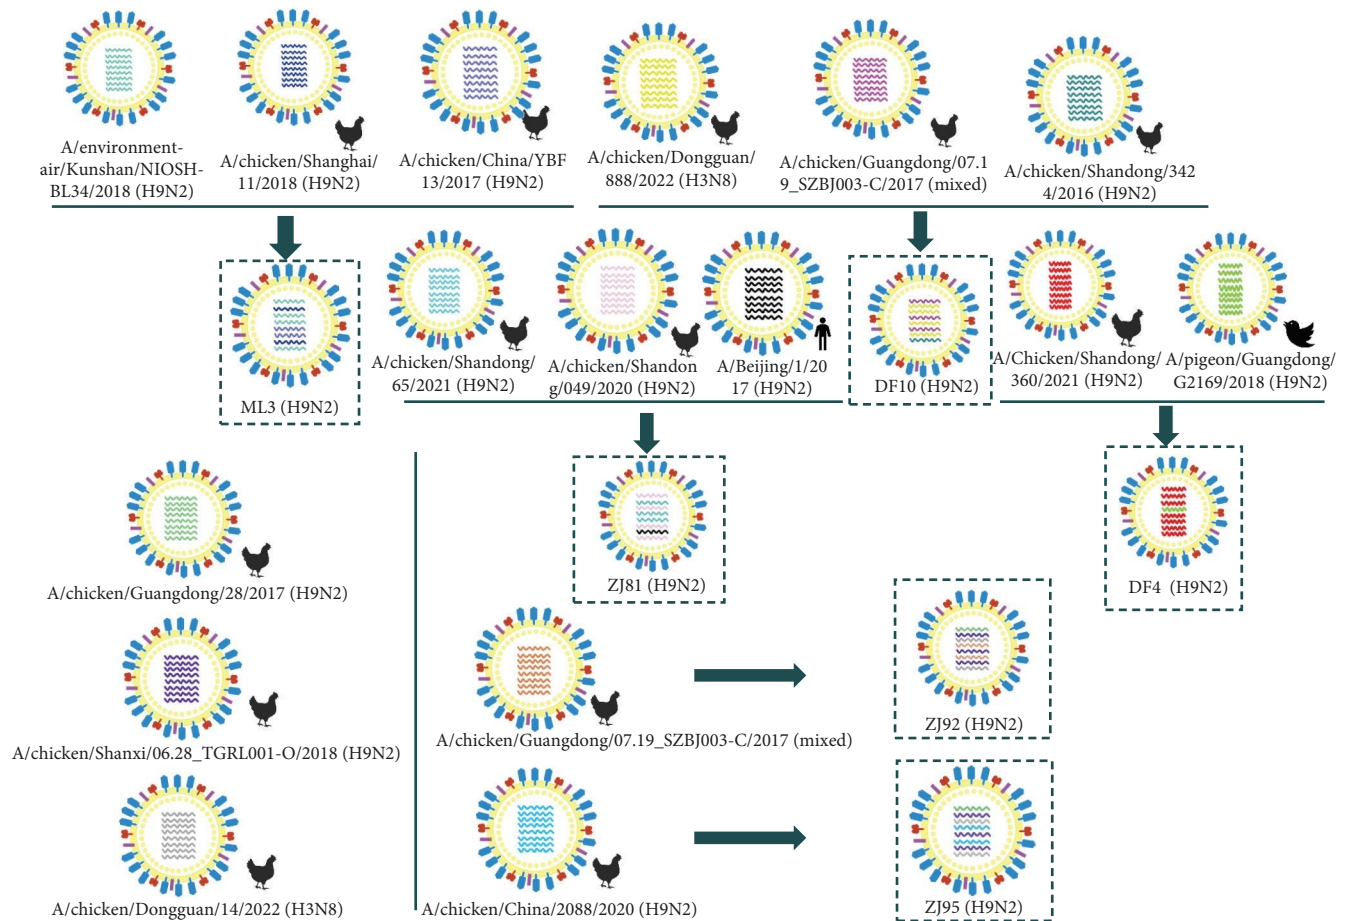 A/environment-
air/Kunshan/NIOSH-
BL34/2018 (H9N2)
A/chicken/Shanghai/
11/2018 (H9N2)
A/chicken/China/YBF
13/2017 (H9N2)
A/chicken/Dongguan/
888/2022 (H3N8)
A/chicken/Guangdong/07.1
9_SZBJ003-C/2017 (mixed)
A/chicken/Shandong/342
4/2016 (H9N2)
ML3 (H9N2)
A/chicken/Shandong/
65/2021 (H9N2)
A/chicken/Shandon
g/049/2020 (H9N2)
A/Beijing/1/20
17 (H9N2)
DF10 (H9N2)
A/Chicken/Shandong/
360/2021 (H9N2)
A/pigeon/Guangdong/
G2169/2018 (H9N2)
ZJ81 (H9N2)
DF4 (H9N2)
A/chicken/Guangdong/28/2017 (H9N2)
A/chicken/Shanxi/06.28_TGRL001-O/2018 (H9N2)
A/chicken/Dongguan/14/2022 (H3N8)
A/chicken/Guangdong/07.19_SZBJ003-C/2017 (mixed)
ZJ92 (H9N2)
A/chicken/China/2088/2020 (H9N2)
ZJ95 (H9N2)